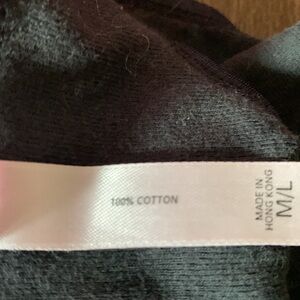 100% COTTON
MADE IN
HONG KONG
M/L